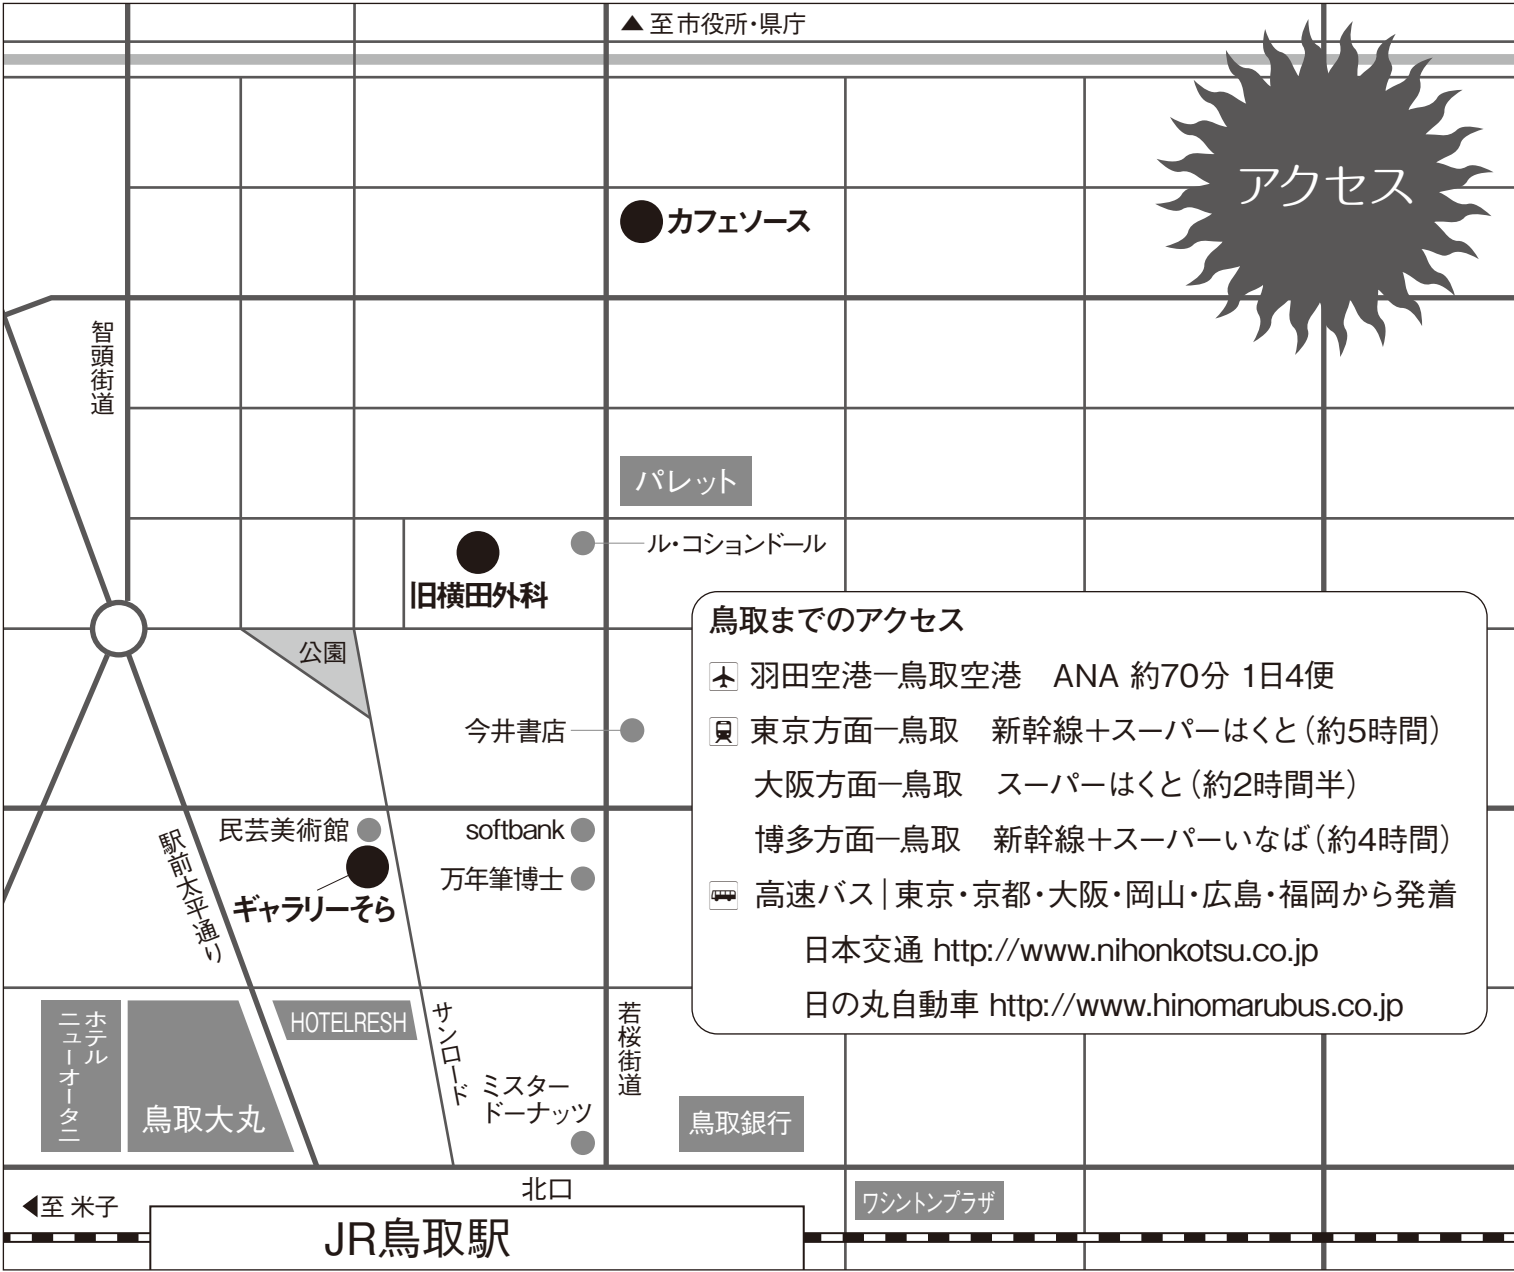 ▲至市役所・県庁
アクセス
カフェソース
智頭街道
パレット
ル・コションドール
旧横田外科
公園
今井書店
民芸美術館
softbank
万年筆博士
ギャラリーそら
駅前太平通り
鳥取までのアクセス
羽田空港ー鳥取空港　ANA 約70分 1日4便
東京方面ー鳥取　新幹線＋スーパーはくと（約5時間）
大阪方面ー鳥取　スーパーはくと（約2時間半）
博多方面ー鳥取　新幹線＋スーパーいなば（約4時間）
高速バス｜東京・京都・大阪・岡山・広島・福岡から発着
日本交通 http://www.nihonkotsu.co.jp
日の丸自動車 http://www.hinomarubus.co.jp
ホテル
ニューオータニ
鳥取大丸
HOTELRESH
サンロード
ミスター
ドーナッツ
若桜街道
鳥取銀行
北口
ワシントンプラザ
◀至 米子
JR鳥取駅